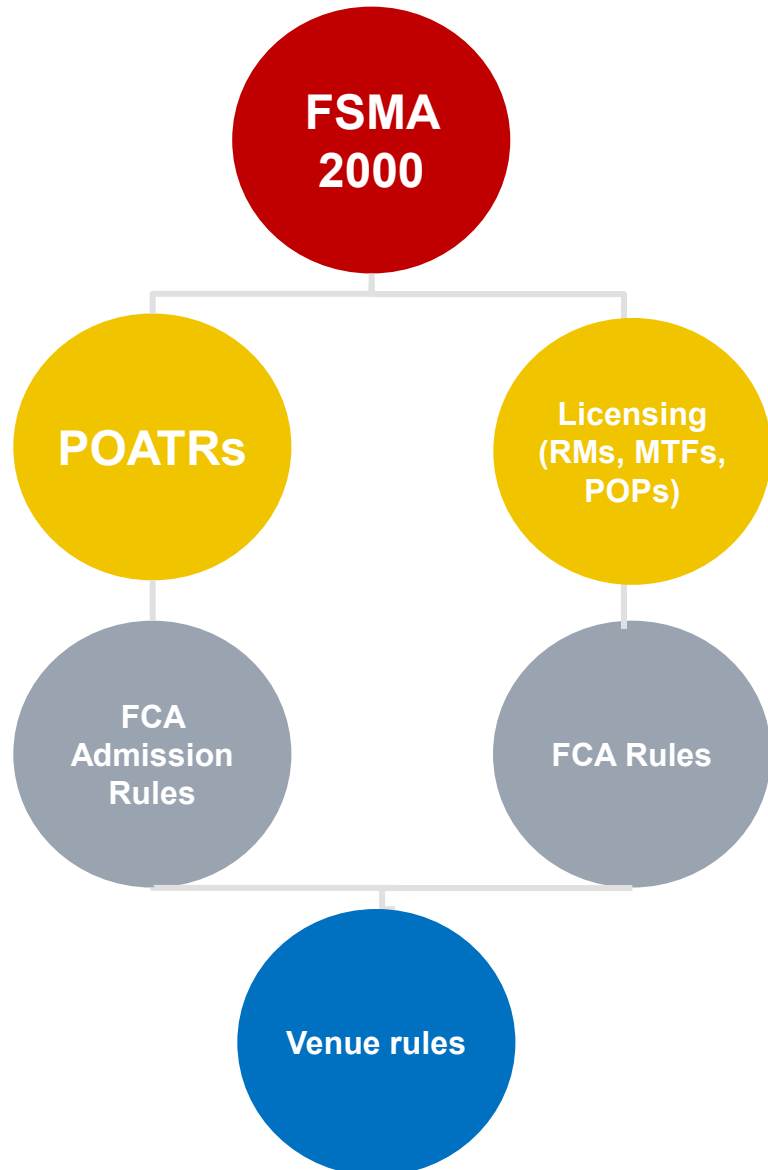 FSMA
2000
POATRs
Licensing
(RMs, MTFs,
POPs)
FCA
Admission
Rules
FCA Rules
Venue rules